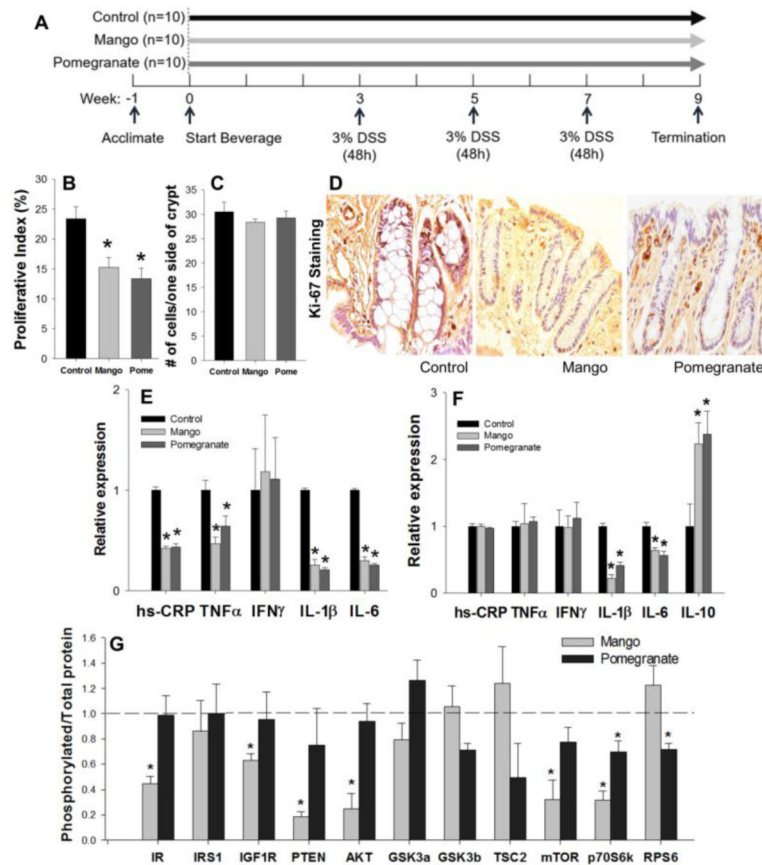 A
Control (n=10)
Mango (n=10)
Pomegranate (n=10)
Week: -1 0 3 5 7 9
Acclimate Start Beverage 3% DSS (48h) 3% DSS (48h) 3% DSS (48h) Termination
B
Proliferative Index (%)
30
25
20
15
10
5
0
Control Mango Pome
C
# of cells/one side of crypt
35
30
25
20
15
10
5
0
Control Mango Pome
D
Ki-67 Staining
Control Mango Pomegranate
E
Relative expression
2
1
0
Control
Mango
Pomegranate
* * * * * * * *
hs-CRP TNFα IFNγ IL-1β IL-6
F
Relative expression
3
2
1
0
Control
Mango
Pomegranate
* * * * * *
hs-CRP TNFα IFNγ IL-1β IL-6 IL-10
G
Phosphorylated/Total protein
1.6
1.4
1.2
1.0
0.8
0.6
0.4
0.2
0.0
Mango
Pomegranate
* * * * * * * *
IR IRS1 IGF1R PTEN AKT GSK3a GSK3b TSC2 mTOR p70S6k RPS6